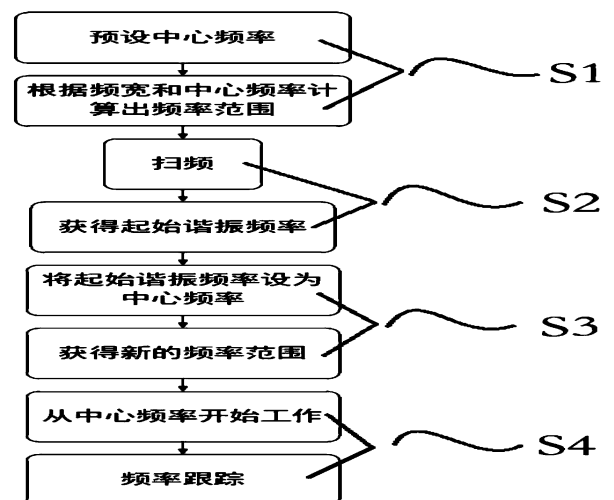 预设中心频率
根据频宽和中心频率计
算出频率范围
S1
扫频
获得起始谐振频率
S2
将起始谐振频率设为
中心频率
获得新的频率范围
S3
从中心频率开始工作
频率跟踪
S4